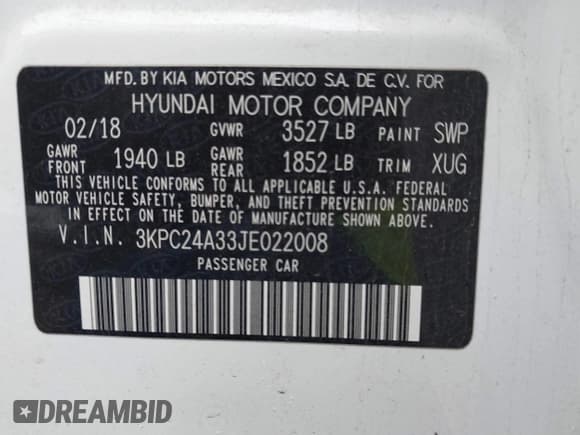 MFD. BY KIA MOTORS MEXICO S.A. DE C.V. FOR
HYUNDAI MOTOR COMPANY
02/18 GVWR 3527 LB PAINT SWP
GAWR FRONT 1940 LB GAWR REAR 1852 LB TRIM XUG
THIS VEHICLE CONFORMS TO ALL APPLICABLE U.S.A. FEDERAL
MOTOR VEHICLE SAFETY, BUMPER, AND THEFT PREVENTION STANDARDS
IN EFFECT ON THE DATE OF MANUFACTURE SHOWN ABOVE.
V.I.N. 3KPC24A33JE022008
PASSENGER CAR
DREAMBID